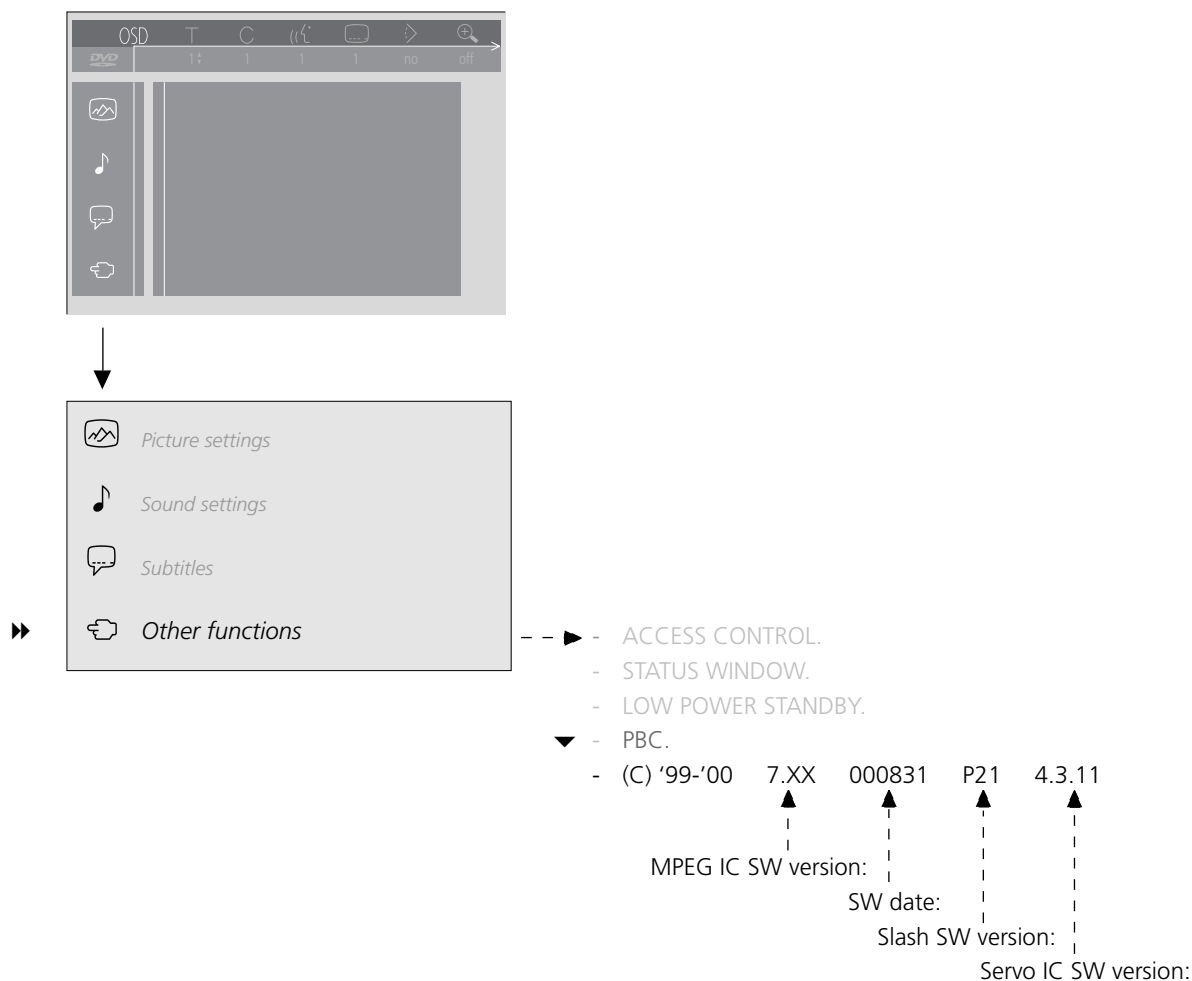 OSD T C
DVD 1 1 1 1 no off
Picture settings
Sound settings
Subtitles
Other functions
- ACCESS CONTROL.
- STATUS WINDOW.
- LOW POWER STANDBY.
- PBC.
- (C) '99-'00 7.XX 000831 P21 4.3.11
MPEG IC SW version:
SW date:
Slash SW version:
Servo IC SW version: